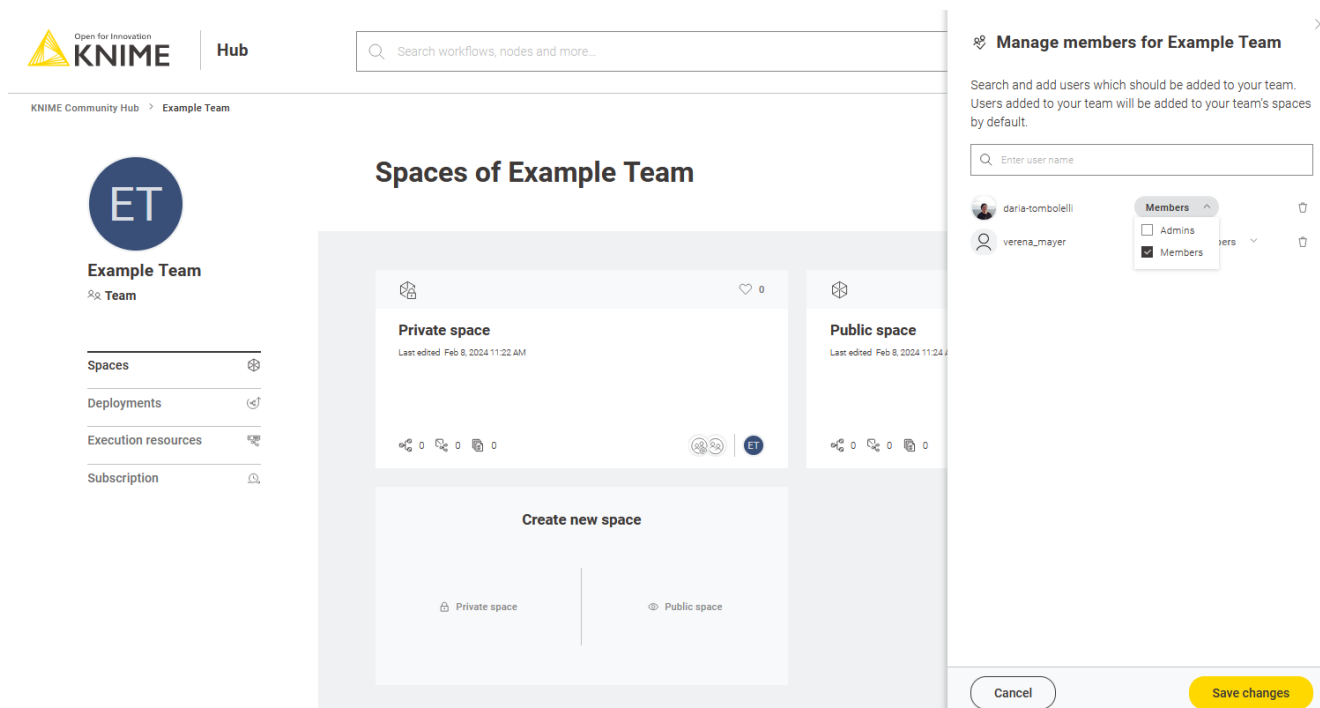 Open for Innovation
KNIME
Hub
Search workflows, nodes and more...
KNIME Community Hub > Example Team
ET
Example Team
Team
Spaces
Deployments
Execution resources
Subscription
Spaces of Example Team
0
Private space
Last edited Feb 8, 2024 11:22 AM
0 0 0
ET
Public space
Last edited Feb 8, 2024 11:24
0 0 0
Create new space
Private space
Public space
Manage members for Example Team
Search and add users which should be added to your team.
Users added to your team will be added to your team's spaces
by default.
Enter user name
daria-tombolelli
Members
Admins
Members
verena_mayer
Cancel
Save changes